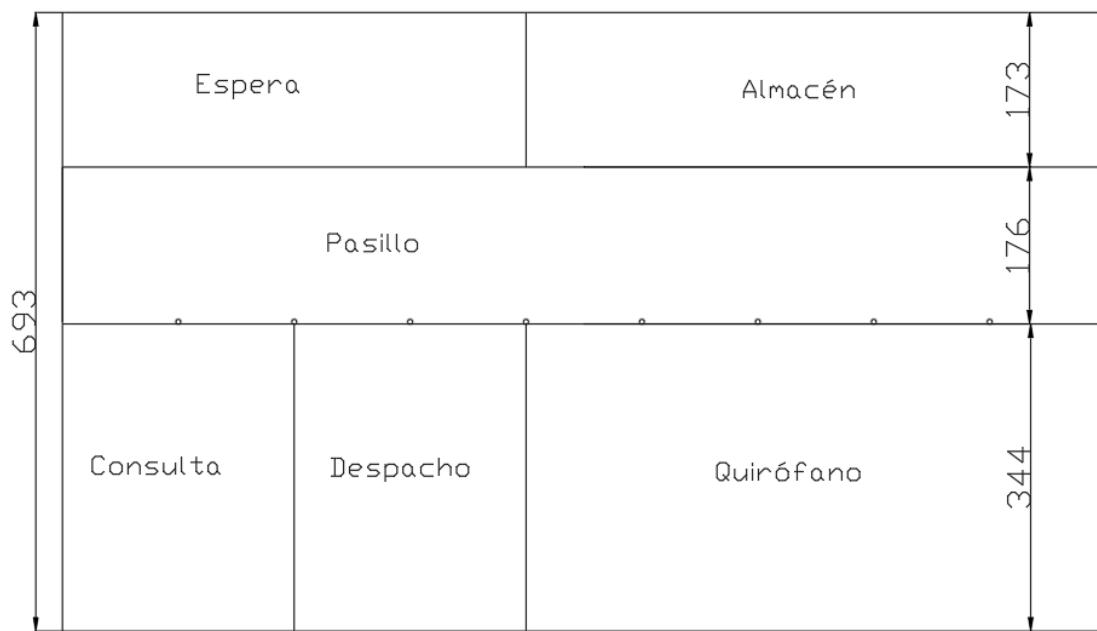 Espera
Almacén
173
Pasillo
176
693
Consulta
Despacho
Quirófano
344